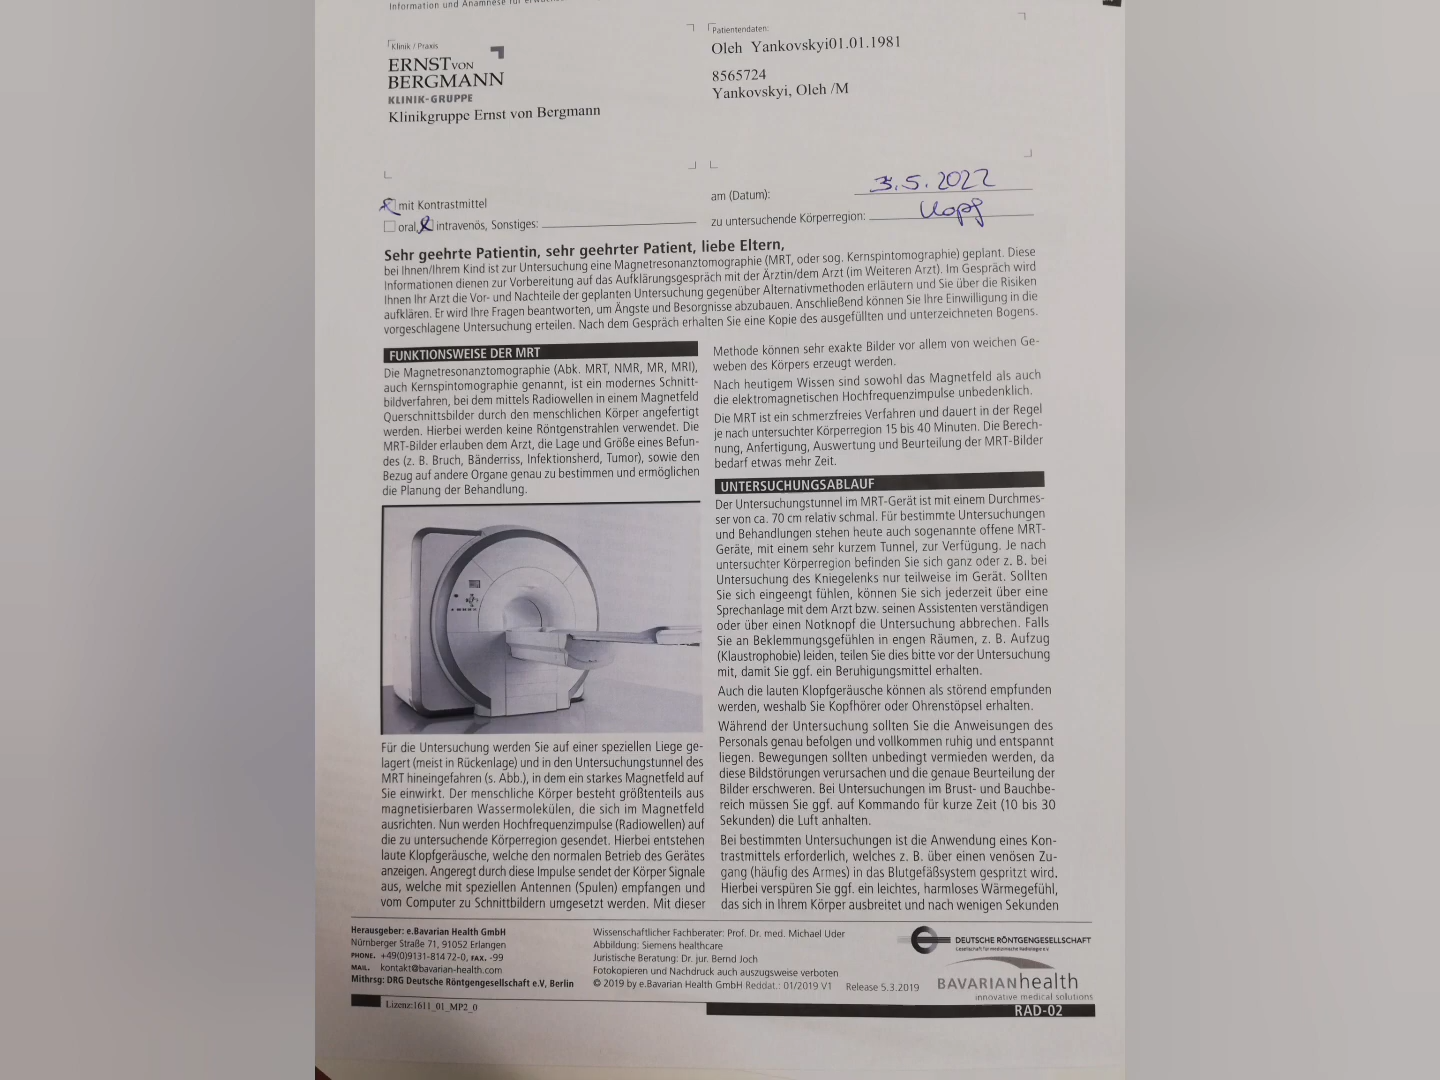 Information und Anamnese für
Klinik / Praxis
ERNST VON
BERGMANN
KLINIK-GRUPPE
Klinikgruppe Ernst von Bergmann
Patientendaten:
Oleh Yankovskyi01.01.1981
8565724
Yankovskyi, Oleh /M
mit Kontrastmittel
oral, intravenös, Sonstiges:
am (Datum): 3.5.2022
zu untersuchende Körperregion: Kopf
Sehr geehrte Patientin, sehr geehrter Patient, liebe Eltern,
bei Ihnen/Ihrem Kind ist zur Untersuchung eine Magnetresonanztomographie (MRT, oder sog. Kernspintomographie) geplant. Diese
Informationen dienen zur Vorbereitung auf das Aufklärungsgespräch mit der Ärztin/dem Arzt (im Weiteren Arzt). Im Gespräch wird
Ihnen Ihr Arzt die Vor- und Nachteile der geplanten Untersuchung gegenüber Alternativmethoden erläutern und Sie über die Risiken
aufklären. Er wird Ihre Fragen beantworten, um Ängste und Besorgnisse abzubauen. Anschließend können Sie Ihre Einwilligung in die
vorgeschlagene Untersuchung erteilen. Nach dem Gespräch erhalten Sie eine Kopie des ausgefüllten und unterzeichneten Bogens.
FUNKTIONSWEISE DER MRT
Die Magnetresonanztomographie (Abk. MRT, NMR, MR, MRI),
auch Kernspintomographie genannt, ist ein modernes Schnitt-
bildverfahren, bei dem mittels Radiowellen in einem Magnetfeld
Querschnittsbilder durch den menschlichen Körper angefertigt
werden. Hierbei werden keine Röntgenstrahlen verwendet. Die
MRT-Bilder erlauben dem Arzt, die Lage und Größe eines Befun-
des (z. B. Bruch, Bänderriss, Infektionsherd, Tumor), sowie den
Bezug auf andere Organe genau zu bestimmen und ermöglichen
die Planung der Behandlung.
Für die Untersuchung werden Sie auf einer speziellen Liege ge-
lagert (meist in Rückenlage) und in den Untersuchungstunnel des
MRT hineingefahren (s. Abb.), in dem ein starkes Magnetfeld auf
Sie einwirkt. Der menschliche Körper besteht größtenteils aus
magnetisierbaren Wassermolekülen, die sich im Magnetfeld
ausrichten. Nun werden Hochfrequenzimpulse (Radiowellen) auf
die zu untersuchende Körperregion gesendet. Hierbei entstehen
laute Klopfgeräusche, welche den normalen Betrieb des Gerätes
anzeigen. Angeregt durch diese Impulse sendet der Körper Signale
aus, welche mit speziellen Antennen (Spulen) empfangen und
vom Computer zu Schnittbildern umgesetzt werden. Mit dieser
Methode können sehr exakte Bilder vor allem von weichen Ge-
weben des Körpers erzeugt werden.
Nach heutigem Wissen sind sowohl das Magnetfeld als auch
die elektromagnetischen Hochfrequenzimpulse unbedenklich.
Die MRT ist ein schmerzfreies Verfahren und dauert in der Regel
je nach untersuchter Körperregion 15 bis 40 Minuten. Die Berech-
nung, Anfertigung, Auswertung und Beurteilung der MRT-Bilder
bedarf etwas mehr Zeit.
UNTERSUCHUNGSABLAUF
Der Untersuchungstunnel im MRT-Gerät ist mit einem Durchmes-
ser von ca. 70 cm relativ schmal. Für bestimmte Untersuchungen
und Behandlungen stehen heute auch sogenannte offene MRT-
Geräte, mit einem sehr kurzem Tunnel, zur Verfügung. Je nach
untersuchter Körperregion befinden Sie sich ganz oder z. B. bei
Untersuchung des Kniegelenks nur teilweise im Gerät. Sollten
Sie sich eingeengt fühlen, können Sie sich jederzeit über eine
Sprechanlage mit dem Arzt bzw. seinen Assistenten verständigen
oder über einen Notknopf die Untersuchung abbrechen. Falls
Sie an Beklemmungsgefühlen in engen Räumen, z. B. Aufzug
(Klaustrophobie) leiden, teilen Sie dies bitte vor der Untersuchung
mit, damit Sie ggf. ein Beruhigungsmittel erhalten.
Auch die lauten Klopfgeräusche können als störend empfunden
werden, weshalb Sie Kopfhörer oder Ohrenstöpsel erhalten.
Während der Untersuchung sollten Sie die Anweisungen des
Personals genau befolgen und vollkommen ruhig und entspannt
liegen. Bewegungen sollten unbedingt vermieden werden, da
diese Bildstörungen verursachen und die genaue Beurteilung der
Bilder erschweren. Bei Untersuchungen im Brust- und Bauchbe-
reich müssen Sie ggf. auf Kommando für kurze Zeit (10 bis 30
Sekunden) die Luft anhalten.
Bei bestimmten Untersuchungen ist die Anwendung eines Kon-
trastmittels erforderlich, welches z. B. über einen venösen Zu-
gang (häufig des Armes) in das Blutgefäßsystem gespritzt wird.
Hierbei verspüren Sie ggf. ein leichtes, harmloses Wärmegefühl,
das sich in Ihrem Körper ausbreitet und nach wenigen Sekunden
Herausgeber: e.Bavarian Health GmbH
Nürnberger Straße 71, 91052 Erlangen
PHONE. +49(0)9131-814 72-0, FAX. -99
MAIL. kontakt@bavarian-health.com
Mithrsg: DRG Deutsche Röntgengesellschaft e.V, Berlin
Wissenschaftlicher Fachberater: Prof. Dr. med. Michael Uder
Abbildung: Siemens healthcare
Juristische Beratung: Dr. jur. Bernd Joch
Fotokopieren und Nachdruck auch auszugsweise verboten
© 2019 by e.Bavarian Health GmbH Reddat.: 01/2019 V1 Release 5.3.2019
DEUTSCHE RÖNTGENGESELLSCHAFT
Gesellschaft für medizinische Radiologie e.V.
BAVARIANhealth
innovative medical solutions
Lizenz:1611_01_MP2_0
RAD-02